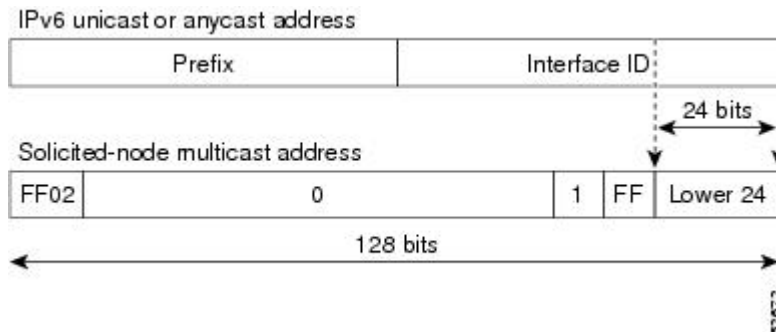 IPv6 unicast or anycast address
Prefix Interface ID
24 bits
Solicited-node multicast address
FF02 0 1 FF Lower 24
128 bits